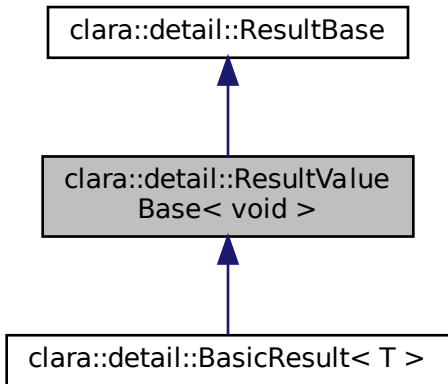 clara::detail::ResultBase
clara::detail::ResultValue
Base< void >
clara::detail::BasicResult< T >